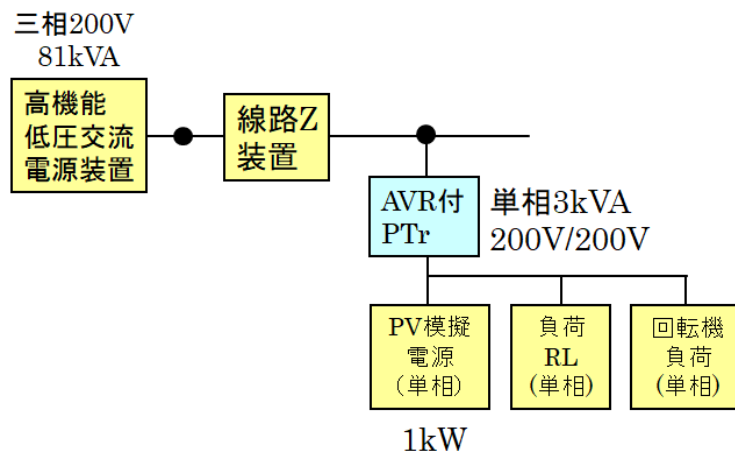 三相200V
81kVA
高機能
低圧交流
電源装置
線路Z
装置
AVR付
PTr
単相3kVA
200V/200V
PV模擬
電源
(単相)
負荷
RL
(単相)
回転機
負荷
(単相)
1kW